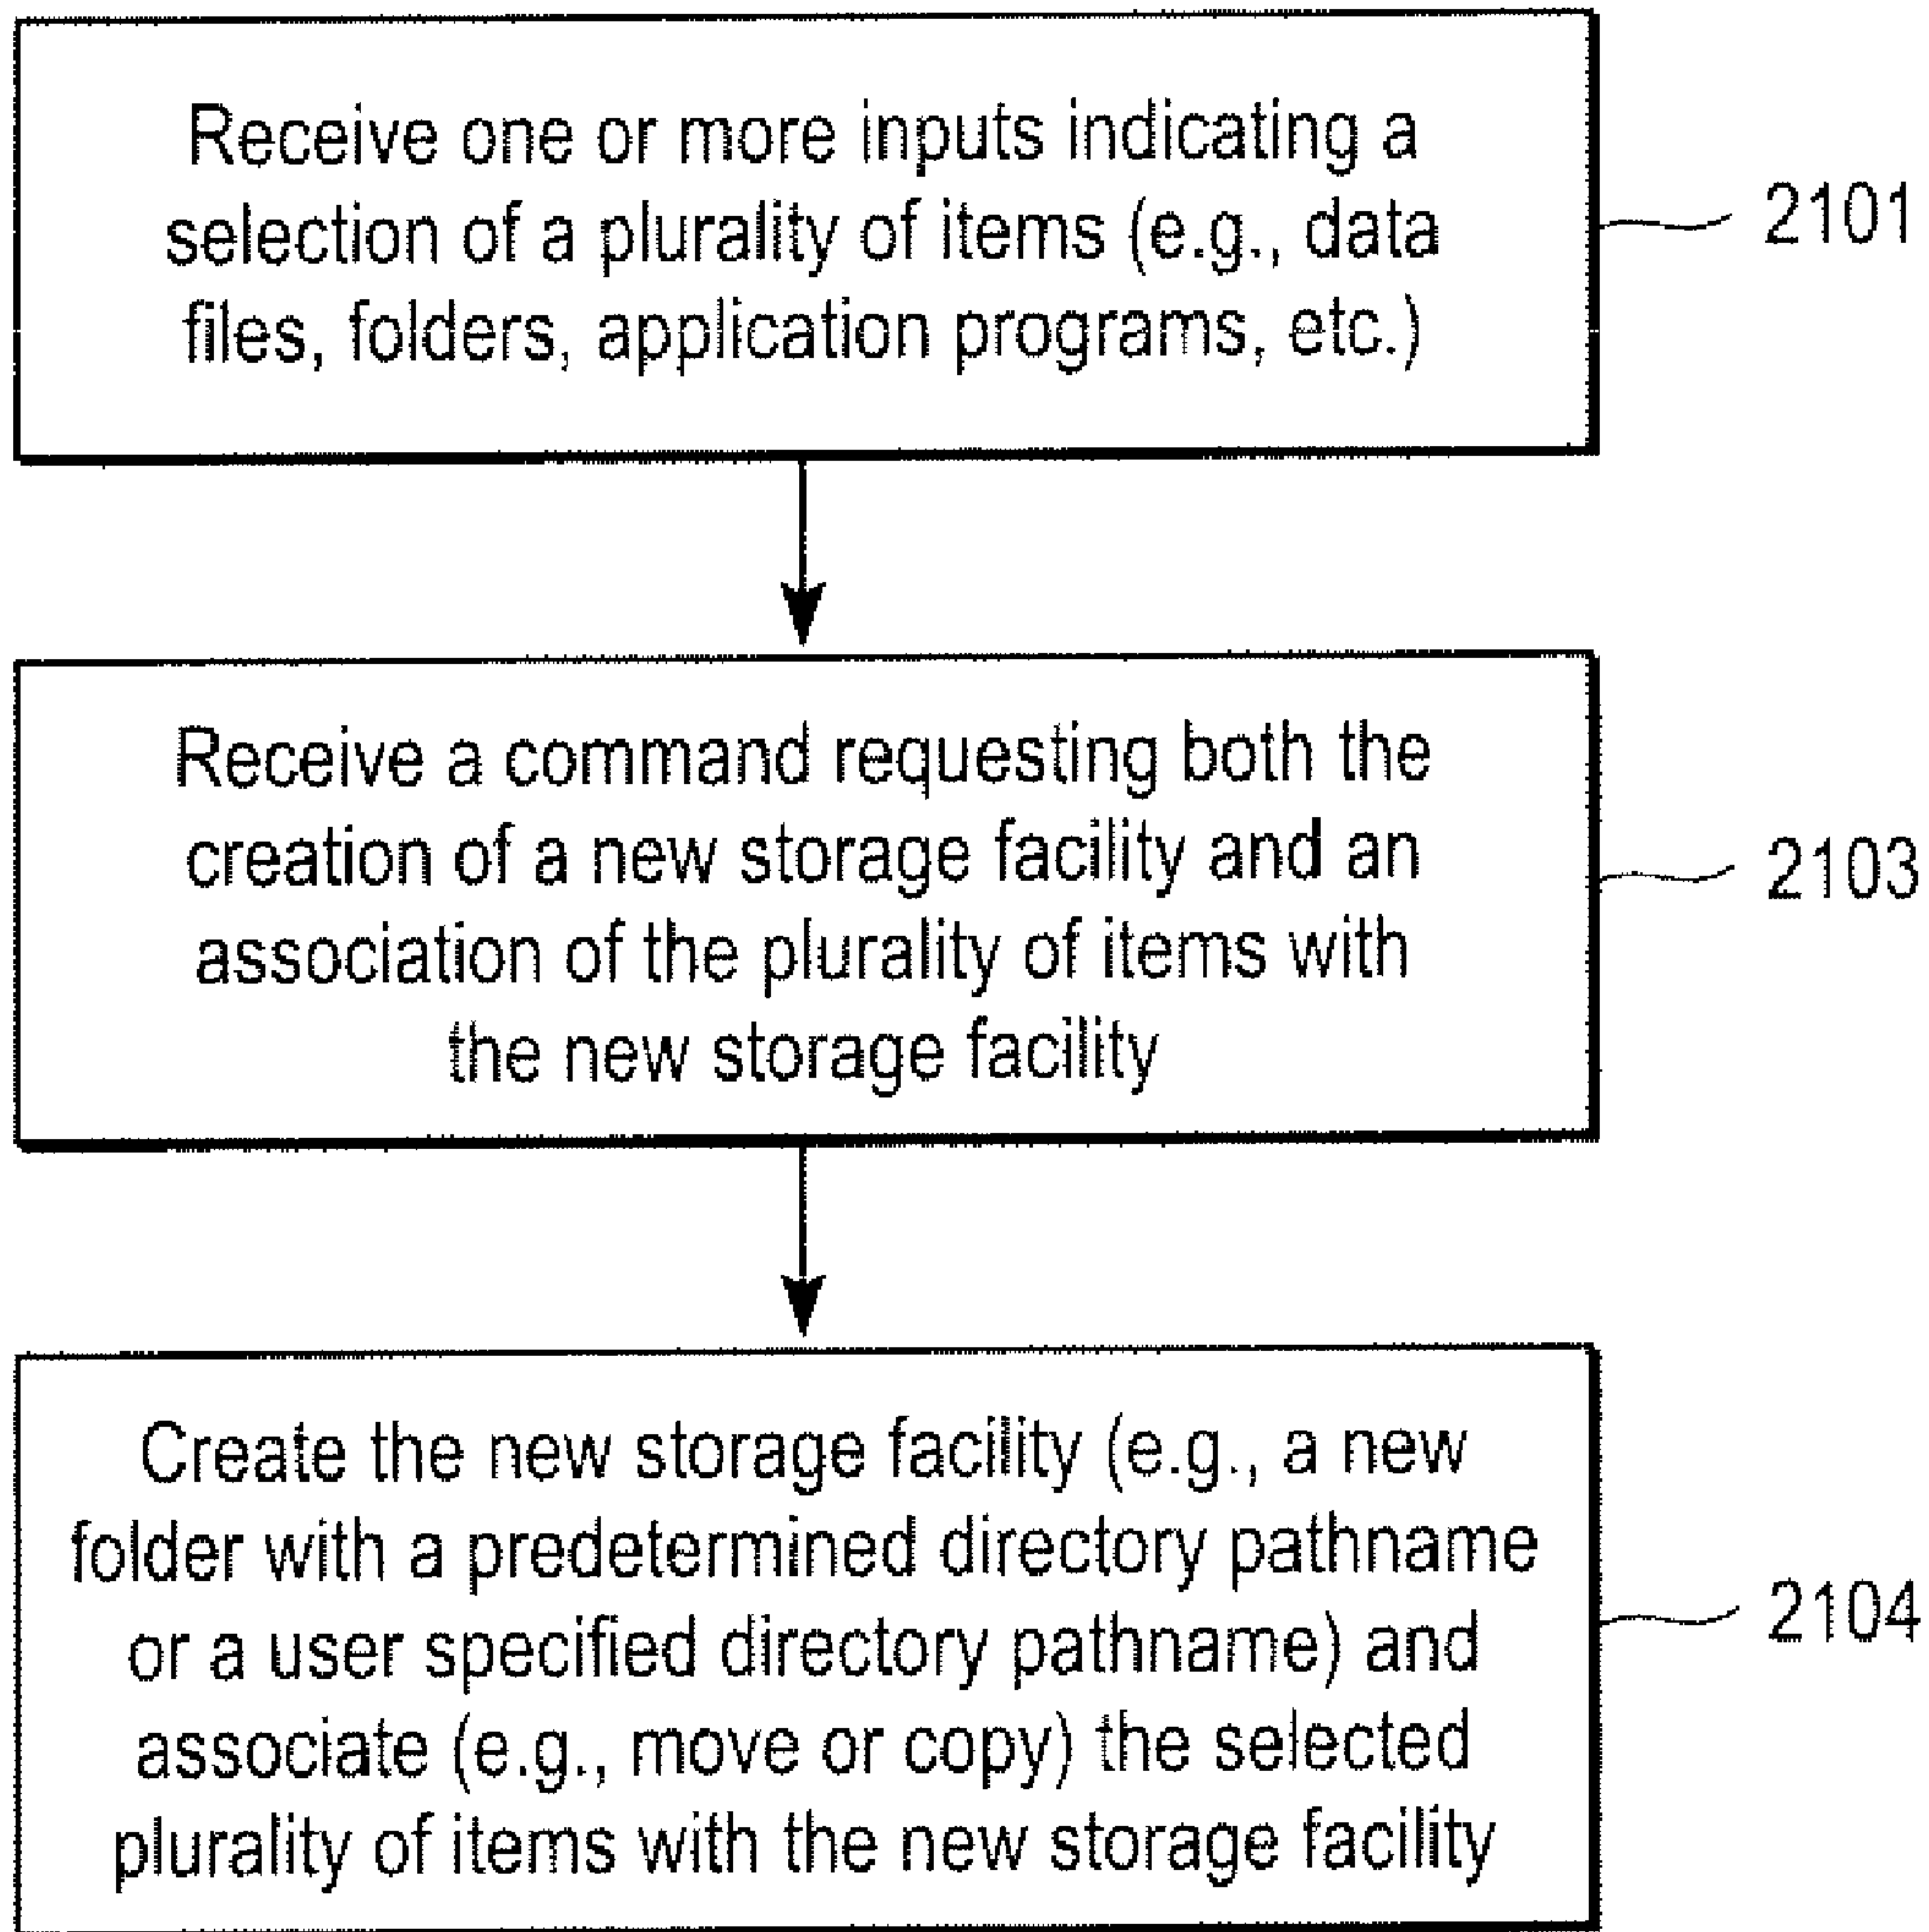 Receive one or more inputs indicating a
selection of a plurality of items (e.g., data
files, folders, application programs, etc.)
2101
Receive a command requesting both the
creation of a new storage facility and an
association of the plurality of items with
the new storage facility
2103
Create the new storage facility (e.g., a new
folder with a predetermined directory pathname
or a user specified directory pathname) and
associate (e.g., move or copy) the selected
plurality of items with the new storage facility
2104